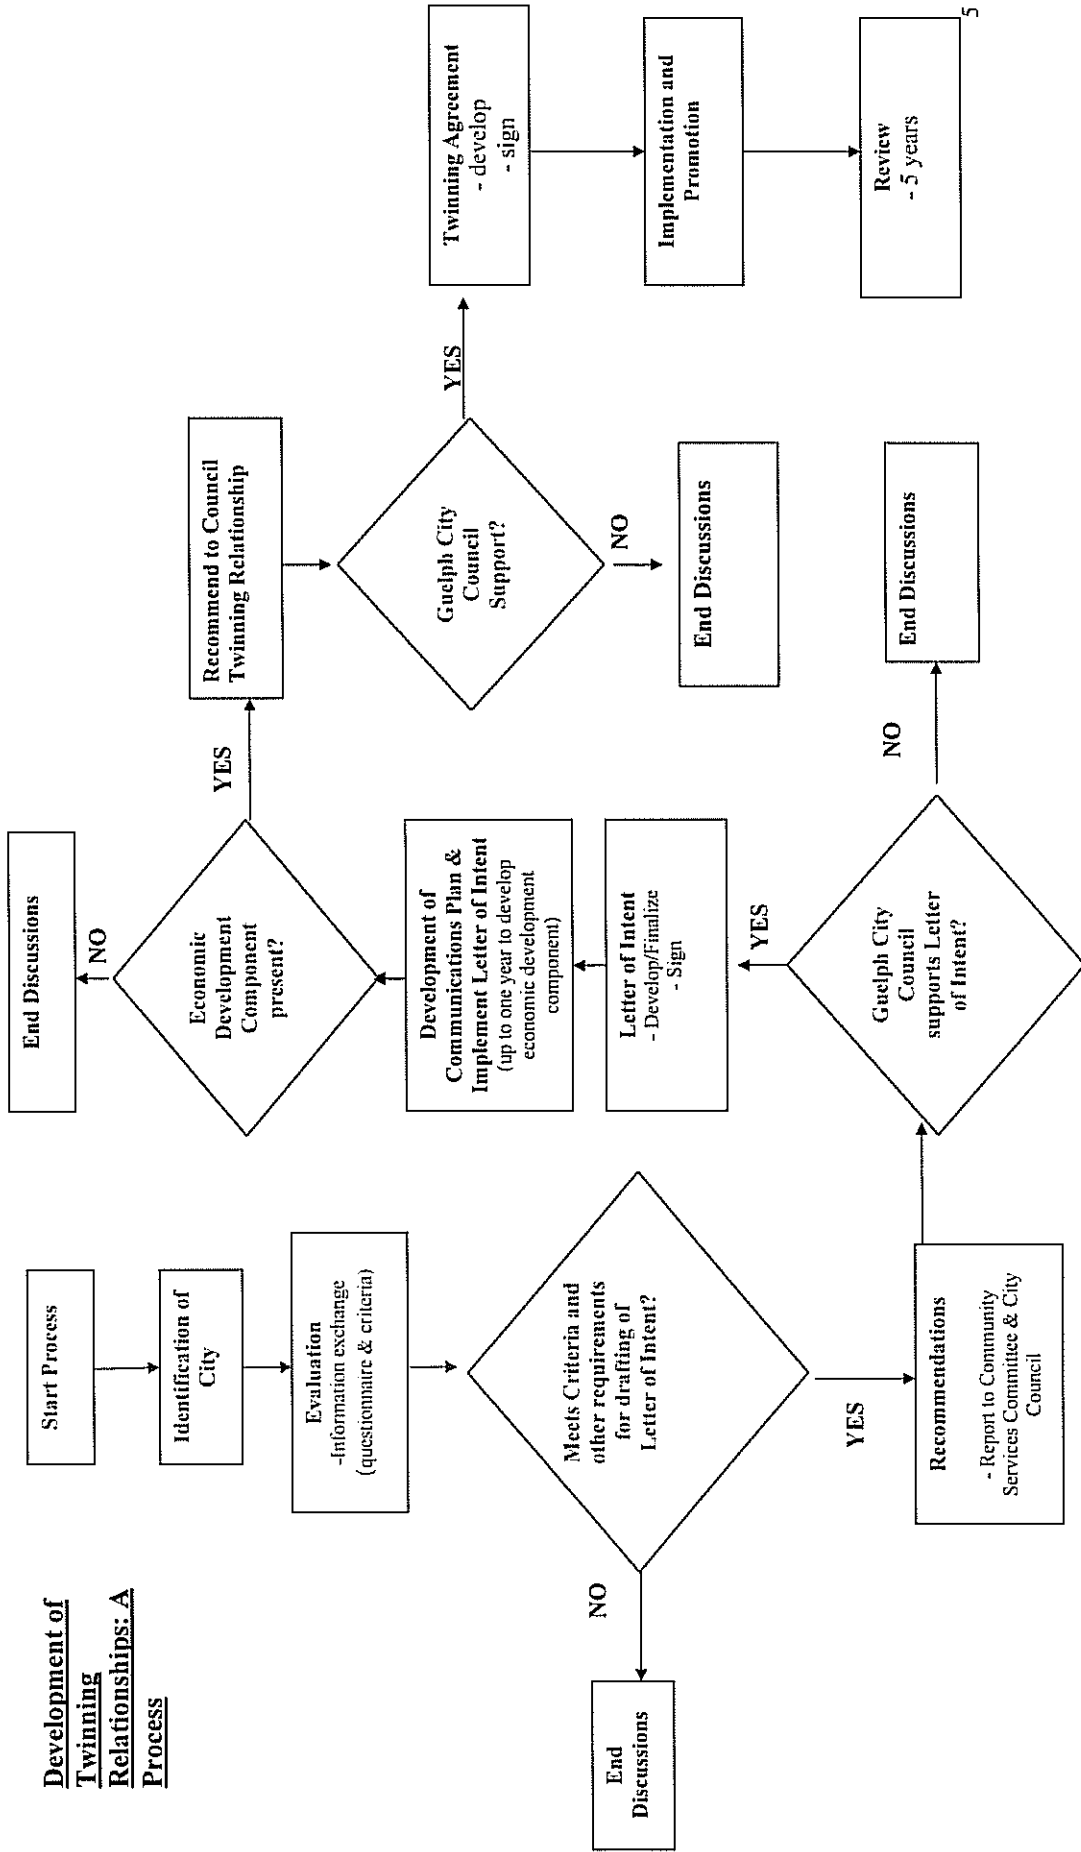 Development of
Twinning
Relationships: A
Process
Start Process
Identification of
City
Evaluation
-Information exchange
(questionnaire & criteria)
Meets Criteria and
other requirements
for drafting of
Letter of Intent?
NO
End
Discussions
YES
Recommendations
- Report to Community
Services Committee & City
Council
Guelph City
Council
supports Letter
of Intent?
NO
End Discussions
YES
Letter of Intent
- Develop/Finalize
- Sign
Development of
Communications Plan &
Implement Letter of Intent
(up to one year to develop
economic development
component)
Economic
Development
Component
present?
NO
End Discussions
YES
Recommend to Council
Twinning Relationship
Guelph City
Council
Support?
NO
End Discussions
YES
Twinning Agreement
- develop
- sign
Implementation and
Promotion
Review
- 5 years
5